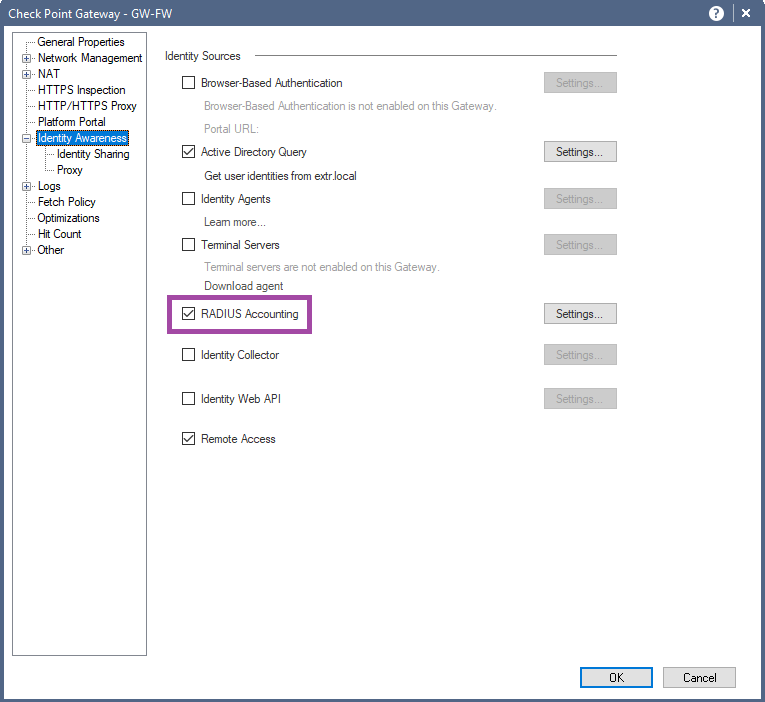 Check Point Gateway - GW-FW
?
General Properties
Network Management
NAT
HTTPS Inspection
HTTP/HTTPS Proxy
Platform Portal
Identity Awareness
Identity Sharing
Proxy
Logs
Fetch Policy
Optimizations
Hit Count
Other
Identity Sources
Browser-Based Authentication Settings...
Browser-Based Authentication is not enabled on this Gateway.
Portal URL:
Active Directory Query Settings...
Get user identities from extr.local
Identity Agents Settings...
Learn more...
Terminal Servers Settings...
Terminal servers are not enabled on this Gateway.
Download agent
RADIUS Accounting Settings...
Identity Collector Settings...
Identity Web API Settings...
Remote Access
OK Cancel